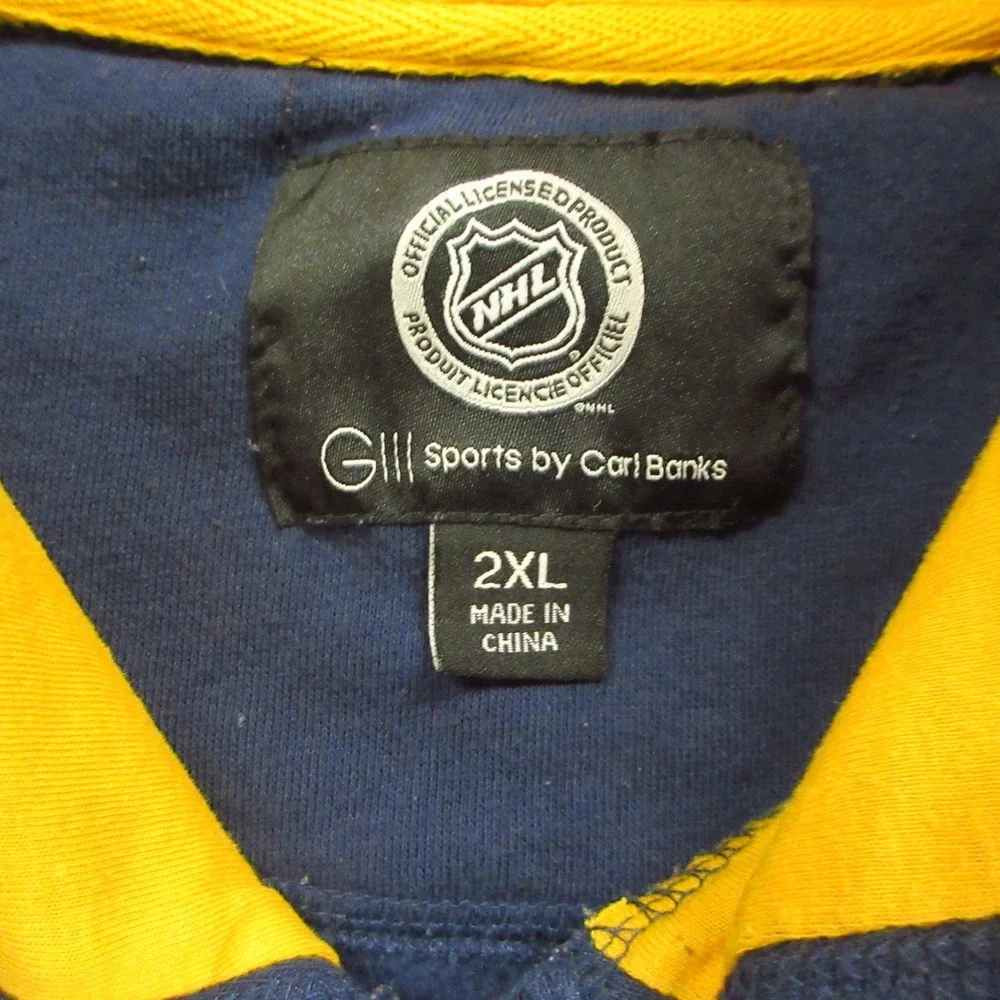 OFFICIAL LICENSED PRODUCT
NHL
®
PRODUIT LICENCIE OFFICIEL
©NHL
GIII Sports by Carl Banks
2XL
MADE IN
CHINA